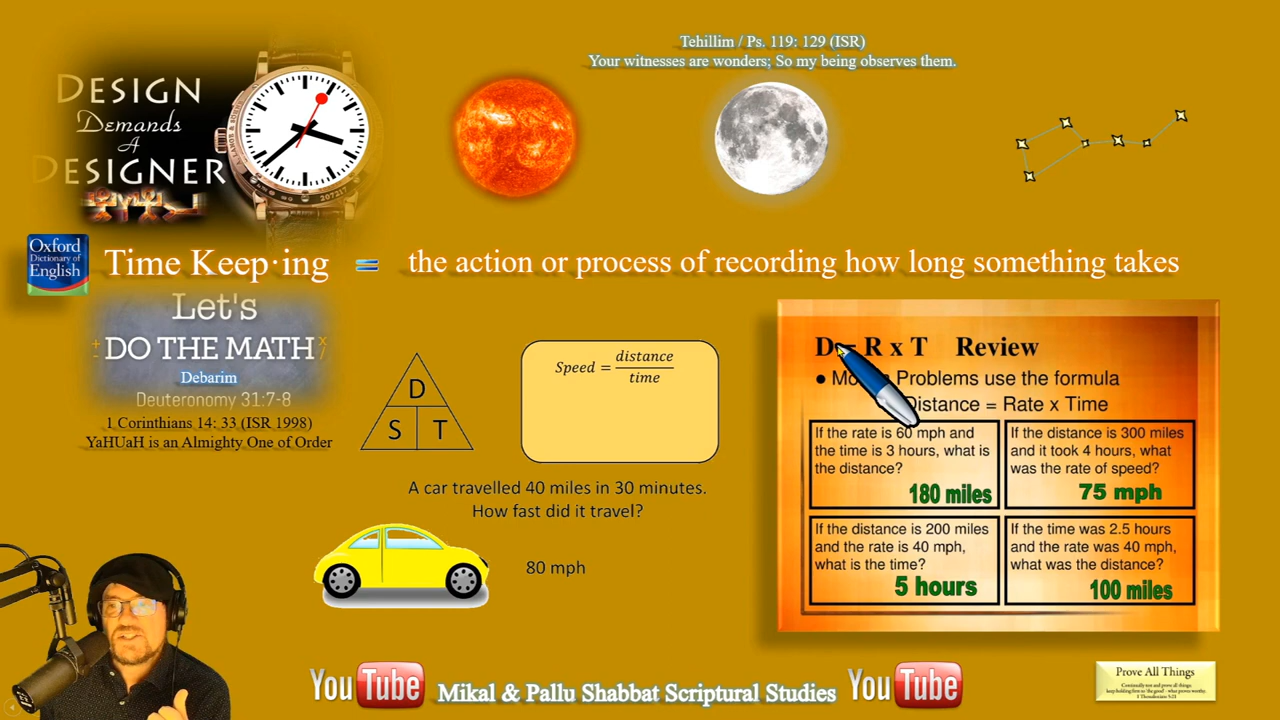 Tehillim / Ps. 119: 129 (ISR)
Your witnesses are wonders; So my being observes them.
DESIGN
Demands
A
DESIGNER
207217
Oxford
Dictionary of
English
Time Keep·ing = the action or process of recording how long something takes
Let's
DO THE MATH
Debarim
Deuteronomy 31:7-8
1 Corinthians 14: 33 (ISR 1998)
YaHUaH is an Almighty One of Order
D
S T
Speed = distance
time
A car travelled 40 miles in 30 minutes.
How fast did it travel?
80 mph
D = R x T Review
Problems use the formula
Distance = Rate x Time
If the rate is 60 mph and
the time is 3 hours, what is
the distance?
180 miles
If the distance is 300 miles
and it took 4 hours, what
was the rate of speed?
75 mph
If the distance is 200 miles
and the rate is 40 mph,
what is the time?
5 hours
If the time was 2.5 hours
and the rate was 40 mph,
what was the distance?
100 miles
YouTube
Mikal & Pallu Shabbat Scriptural Studies
YouTube
Prove All Things